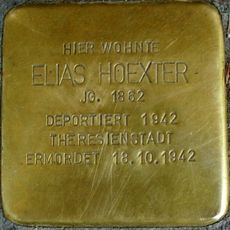 HIER WOHNTE
ELIAS HOEXTER
JG. 1862
DEPORTIERT 1942
THERESIENSTADT
ERMORDET 18.10.1942